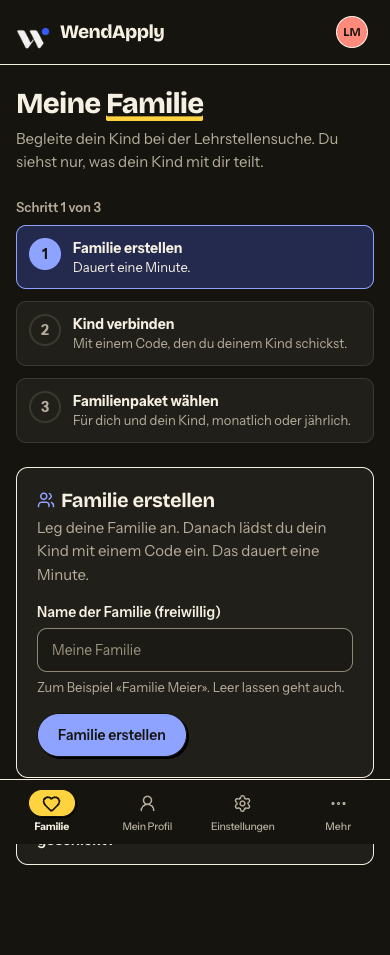 WendApply
LM
Meine Familie
Begleite dein Kind bei der Lehrstellensuche. Du
siehst nur, was dein Kind mit dir teilt.
Schritt 1 von 3
1
Familie erstellen
Dauert eine Minute.
2
Kind verbinden
Mit einem Code, den du deinem Kind schickst.
3
Familienpaket wählen
Für dich und dein Kind, monatlich oder jährlich.
Familie erstellen
Leg deine Familie an. Danach lädst du dein
Kind mit einem Code ein. Das dauert eine
Minute.
Name der Familie (freiwillig)
Meine Familie
Zum Beispiel «Familie Meier». Leer lassen geht auch.
Familie erstellen
Familie
Mein Profil
Einstellungen
Mehr